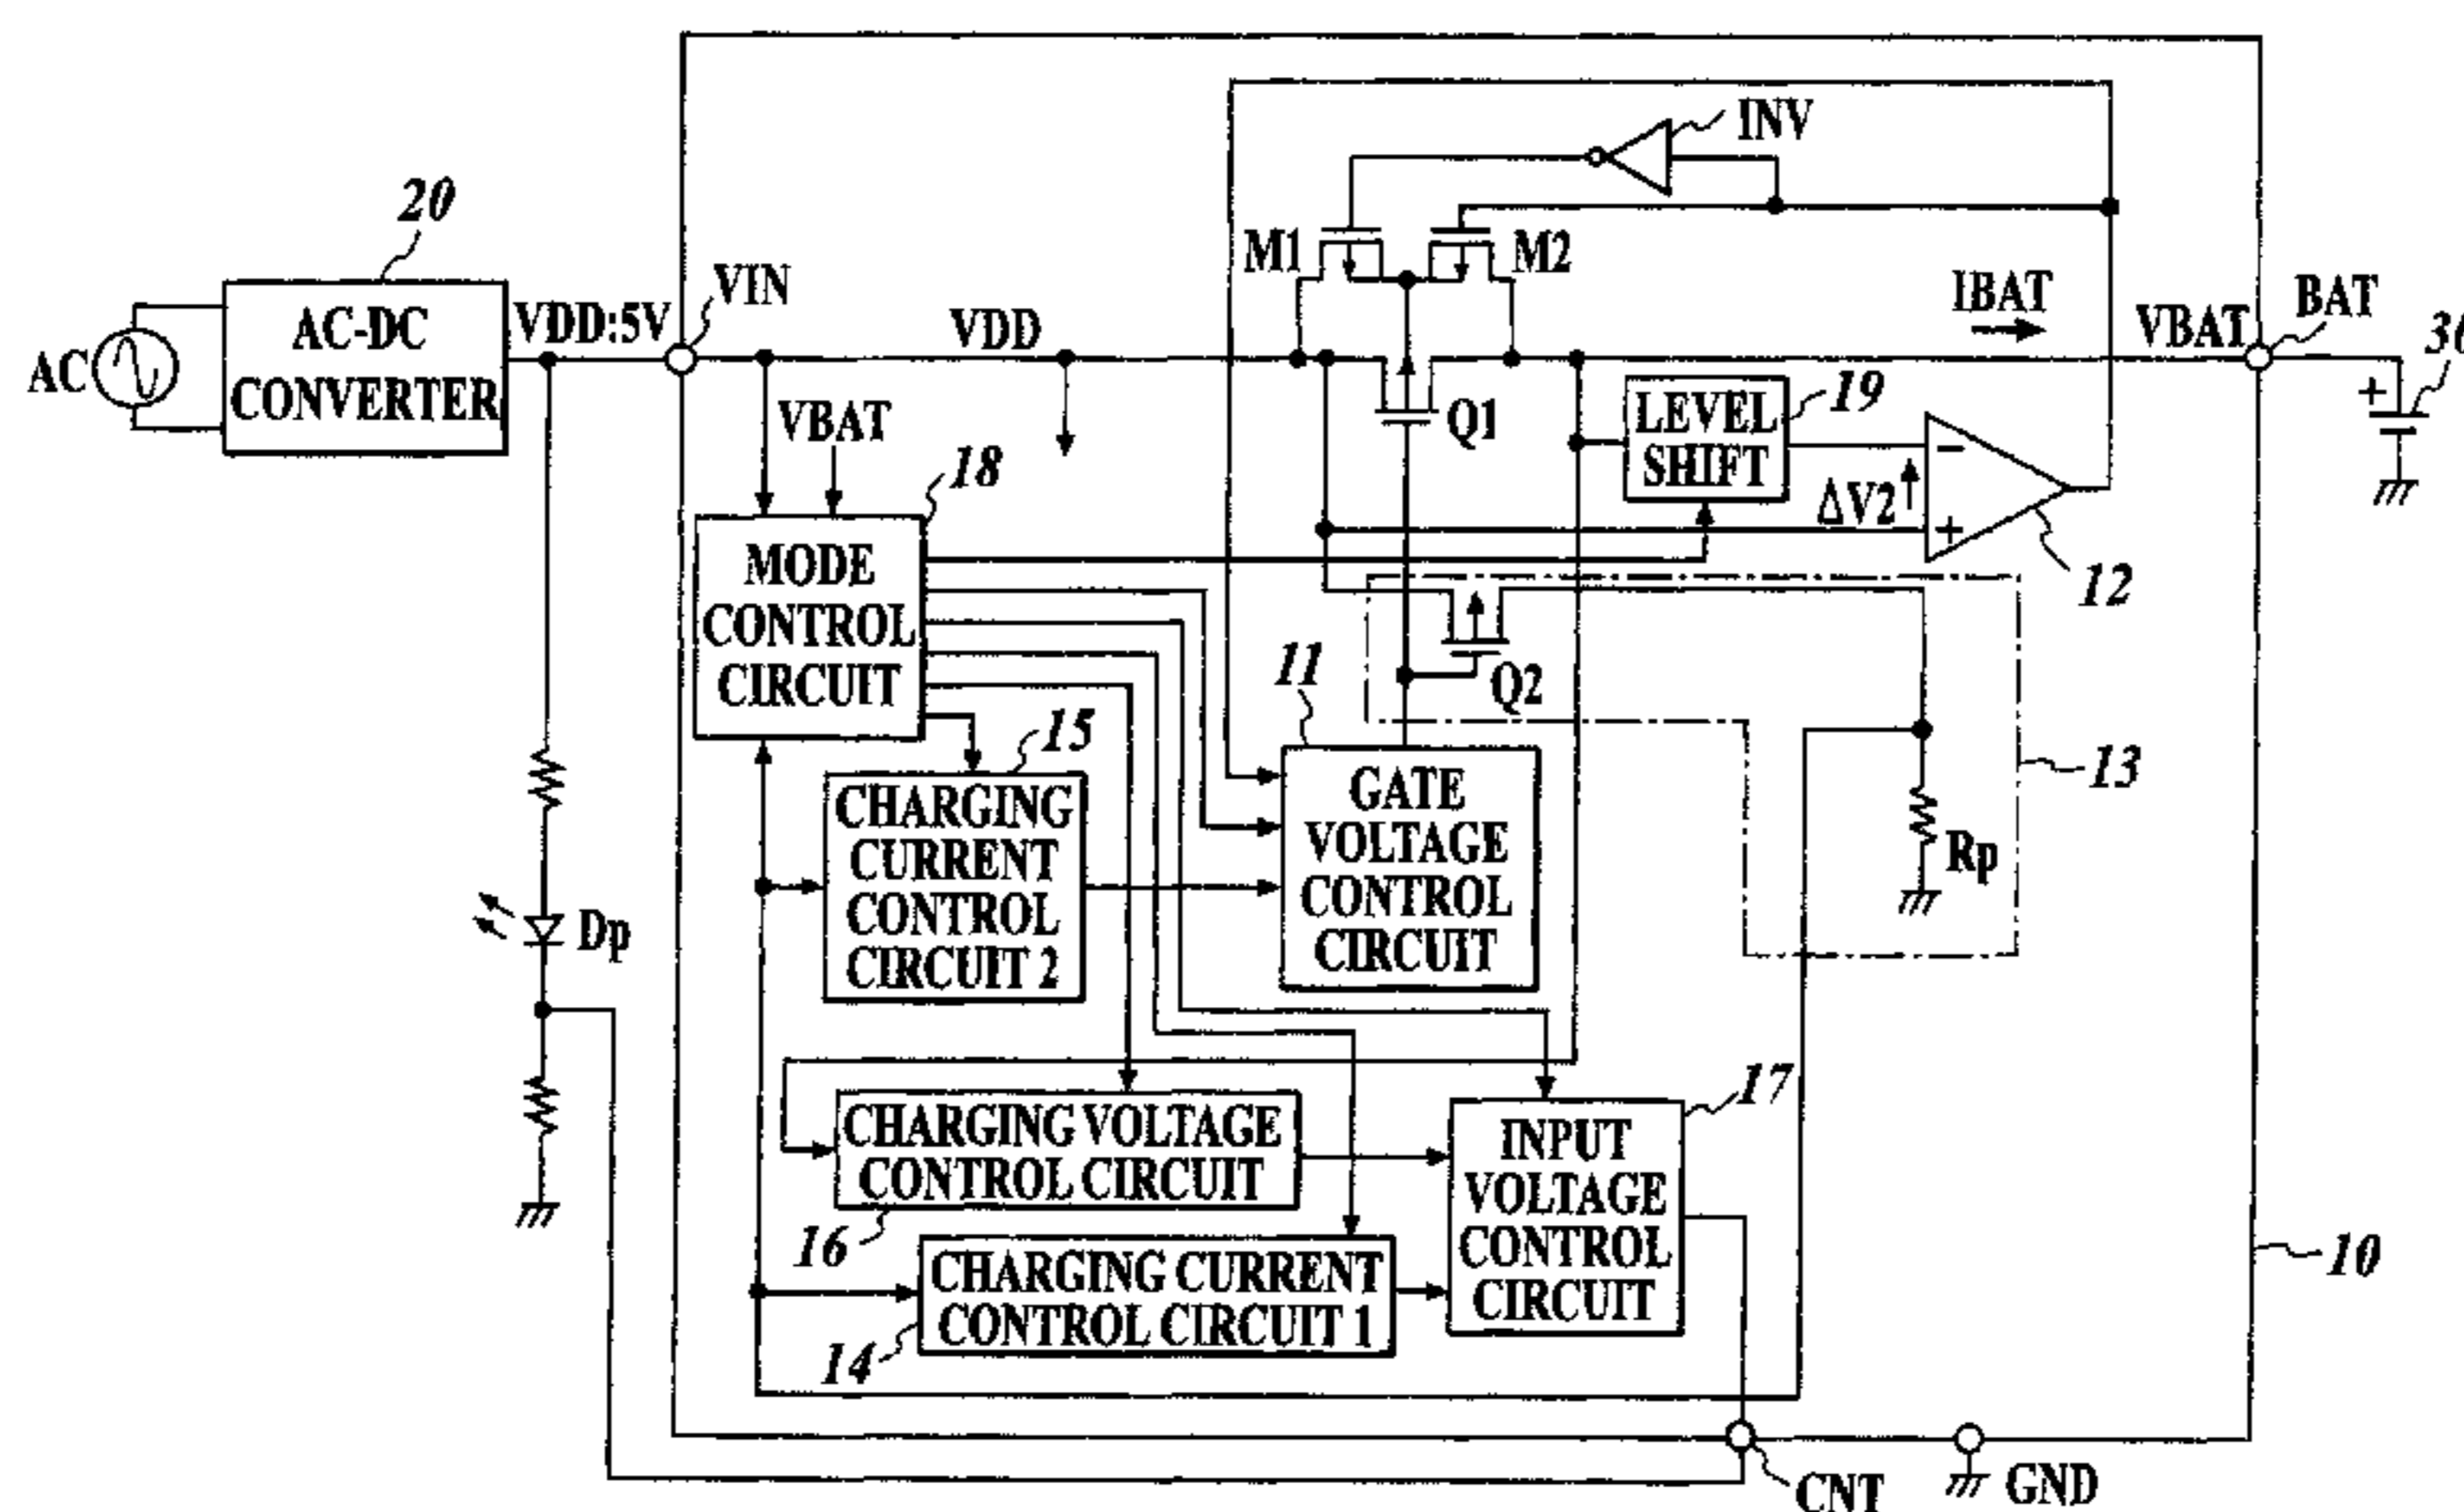 INV
20
M1
M2
AC
AC-DC
CONVERTER
VDD:5V
VIN
VDD
IBAT
VBAT
BAT
30
VBAT
18
Q1
LEVEL
SHIFT
19
ΔV2
−
+
+
12
MODE
CONTROL
CIRCUIT
11
Q2
15
13
CHARGING
CURRENT
CONTROL
CIRCUIT 2
GATE
VOLTAGE
CONTROL
CIRCUIT
Rp
Dp
17
CHARGING VOLTAGE
CONTROL CIRCUIT
16
INPUT
VOLTAGE
CONTROL
CIRCUIT
CHARGING CURRENT
CONTROL CIRCUIT 1
14
10
CNT
GND